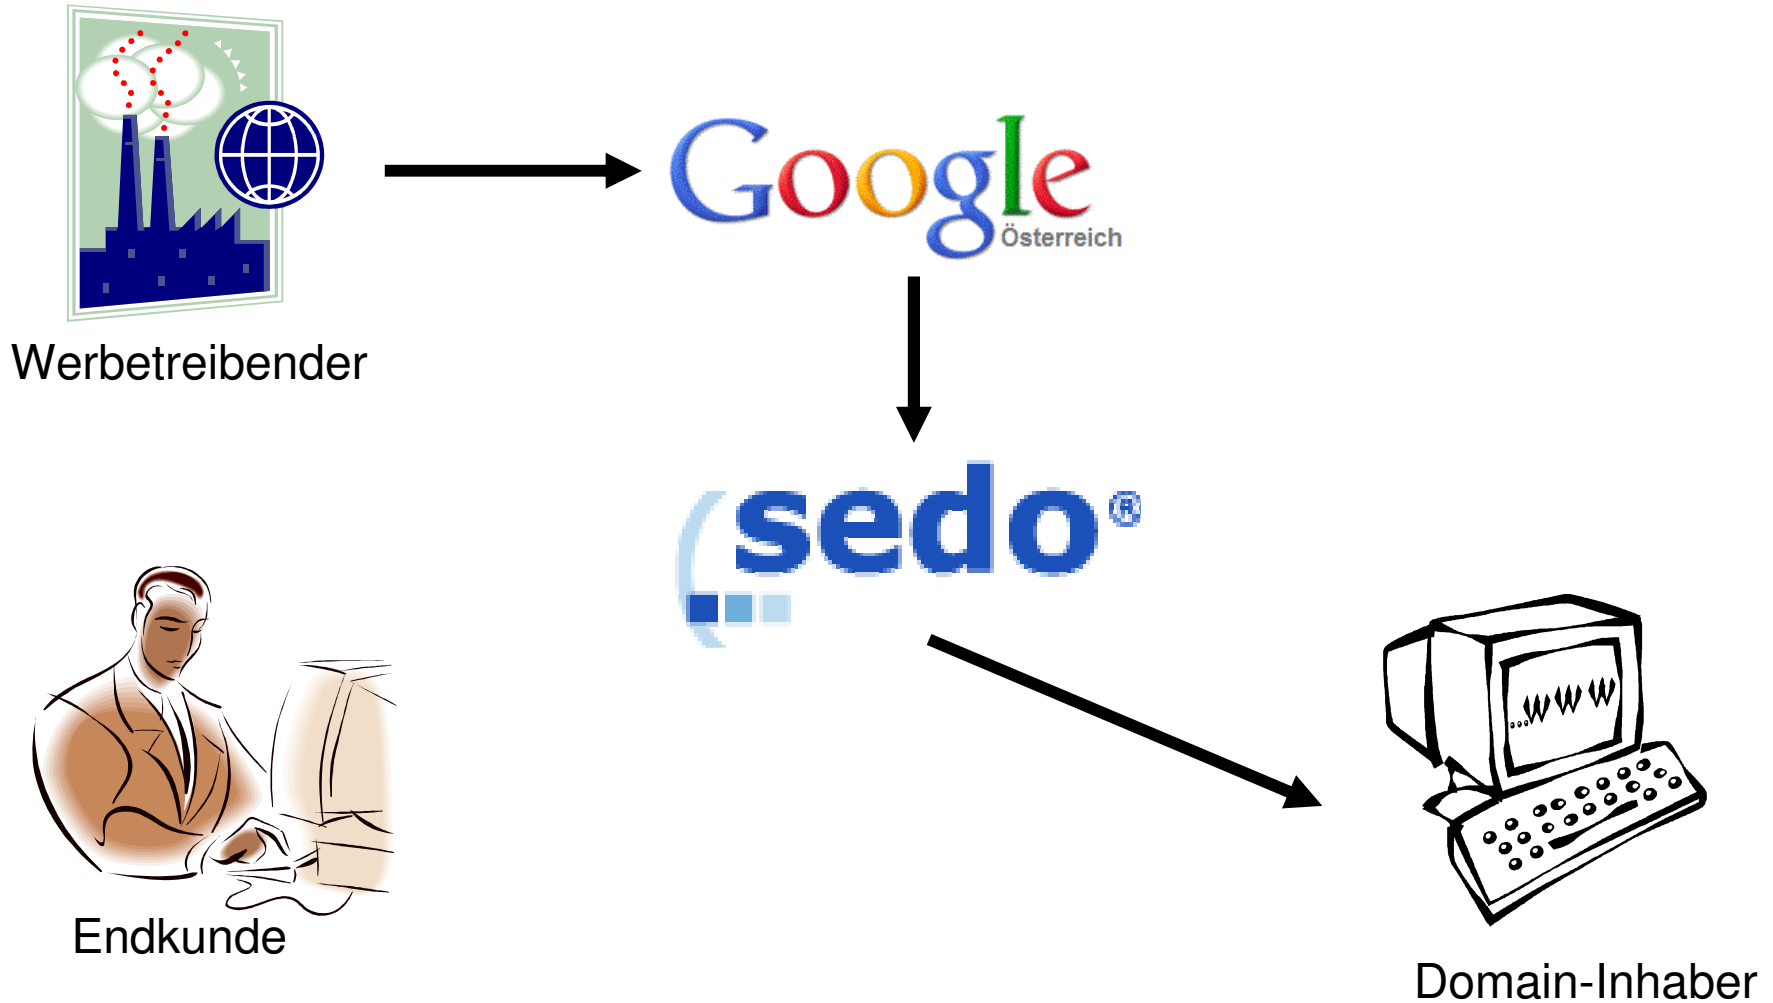 Google
Österreich
Werbetreibender
sedo®
...WWW
Endkunde
Domain-Inhaber